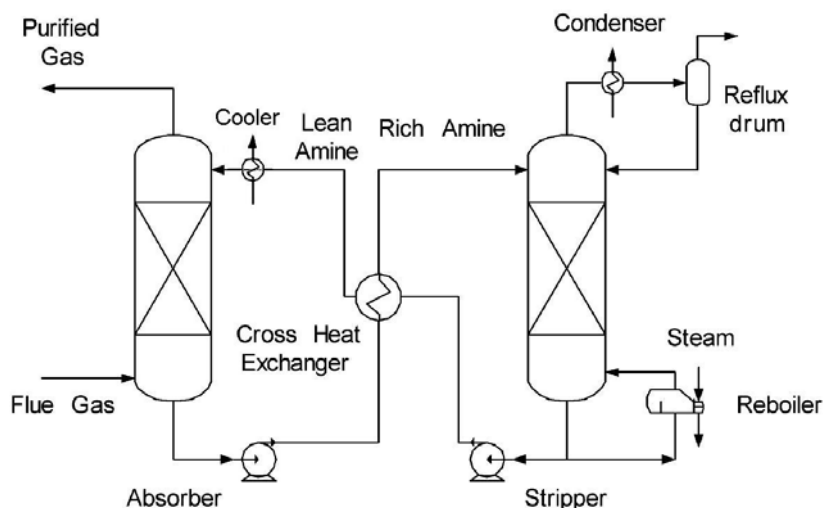 Purified
Gas
Condenser
Cooler
Lean
Amine
Rich Amine
Reflux
drum
Cross Heat
Exchanger
Steam
Flue Gas
Reboiler
Absorber
Stripper